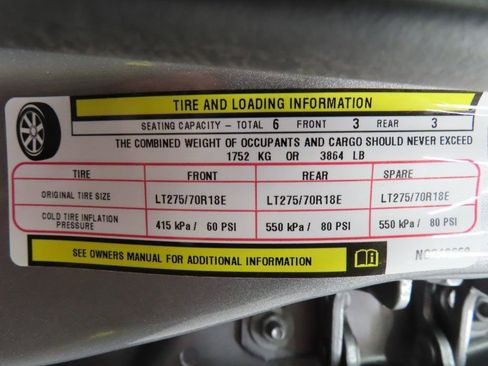 TIRE AND LOADING INFORMATION
SEATING CAPACITY – TOTAL 6 FRONT 3 REAR 3
THE COMBINED WEIGHT OF OCCUPANTS AND CARGO SHOULD NEVER EXCEED
1752 KG OR 3864 LB
TIRE FRONT REAR SPARE
ORIGINAL TIRE SIZE LT275/70R18E LT275/70R18E LT275/70R18E
COLD TIRE INFLATION
PRESSURE 415 kPa / 60 PSI 550 kPa / 80 PSI 550 kPa / 80 PSI
SEE OWNERS MANUAL FOR ADDITIONAL INFORMATION